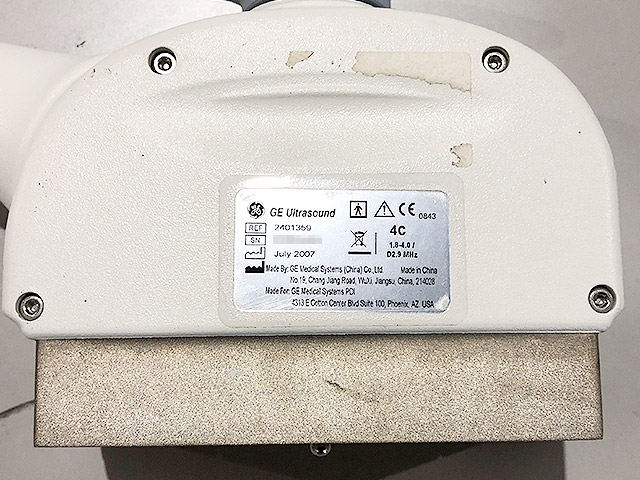 GE Ultrasound
REF 2401359
SN
July 2007
CE 0843
4C
1.8-4.0 /
D2.9 MHz
Made By: GE Medical Systems (China) Co., Ltd. Made in China
No.19, Chang Jiang Road, WuXi, Jiangsu, China, 214028
Made For: GE Medical Systems PDI
4313 E Cotton Center Blvd Suite 100, Phoenix, AZ. USA